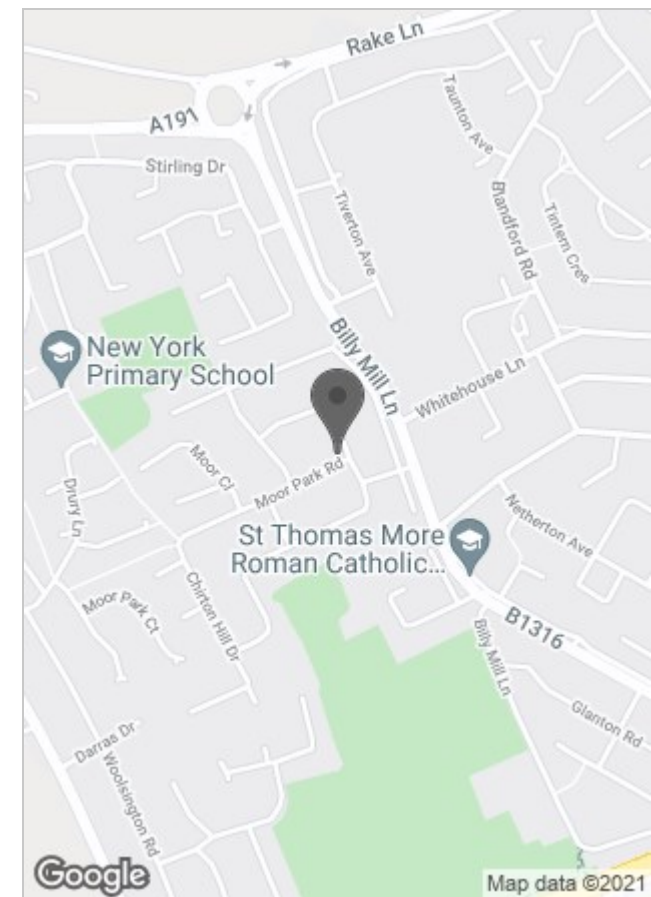 Rake Ln
A191
Taunton Ave
Stirling Dr
Blandford Rd
Tintern Cres
Tiverton Ave
Billy Mill Ln
New York
Primary School
Whitehouse Ln
Moor Cl
Moor Park Rd
Drury Ln
Netherton Ave
St Thomas More
Roman Catholic...
Moor Park Ct
Chirton Hill Dr
B1316
Billy Mill Ln
Glanton Rd
Darras Dr
Woolsington Rd
Google
Map data ©2021